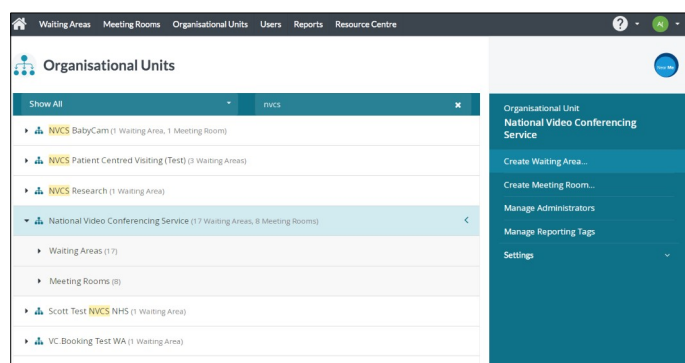 Waiting Areas Meeting Rooms Organisational Units Users Reports Resource Centre
Organisational Units
Show All
nvcs
NVCS BabyCam (1 Waiting Area, 1 Meeting Room)
NVCS Patient Centred Visiting (Test) (3 Waiting Areas)
NVCS Research (1 Waiting Area)
National Video Conferencing Service (17 Waiting Areas, 8 Meeting Rooms)
Waiting Areas (17)
Meeting Rooms (8)
Scott Test NVCS NHS (1 Waiting Area)
VC.Booking Test WA (1 Waiting Area)
Near Me
Organisational Unit
National Video Conferencing
Service
Create Waiting Area...
Create Meeting Room...
Manage Administrators
Manage Reporting Tags
Settings